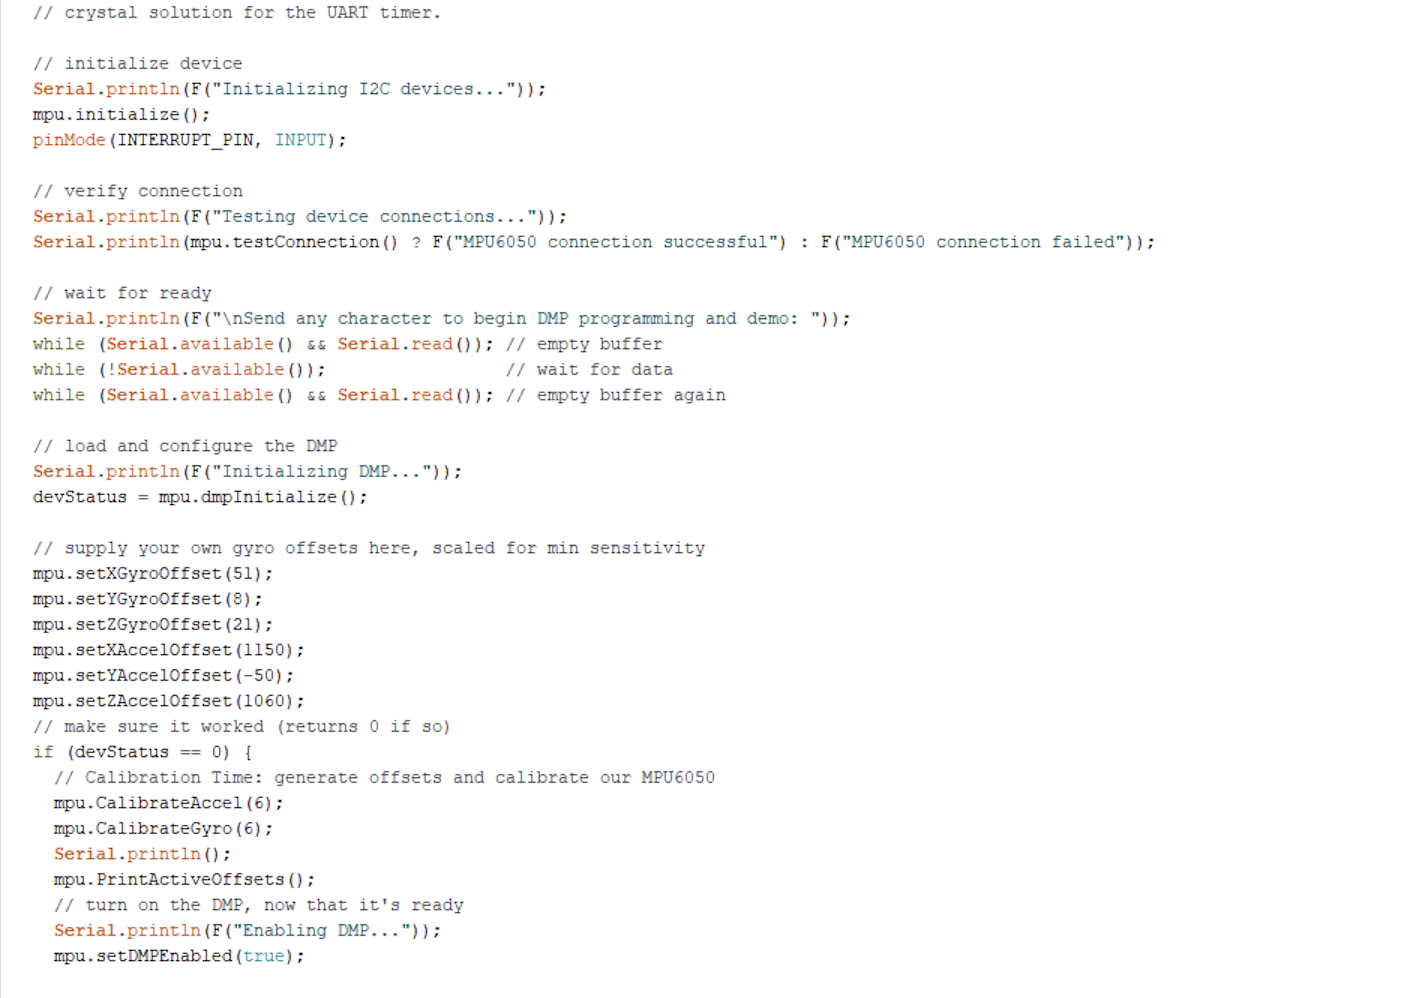 // crystal solution for the UART timer.
// initialize device
Serial.println(F("Initializing I2C devices..."));
mpu.initialize();
pinMode(INTERRUPT_PIN, INPUT);
// verify connection
Serial.println(F("Testing device connections..."));
Serial.println(mpu.testConnection() ? F("MPU6050 connection successful") : F("MPU6050 connection failed"));
// wait for ready
Serial.println(F("\nSend any character to begin DMP programming and demo: "));
while (Serial.available() && Serial.read()); // empty buffer
while (!Serial.available());                 // wait for data
while (Serial.available() && Serial.read()); // empty buffer again
// load and configure the DMP
Serial.println(F("Initializing DMP..."));
devStatus = mpu.dmpInitialize();
// supply your own gyro offsets here, scaled for min sensitivity
mpu.setXGyroOffset(51);
mpu.setYGyroOffset(8);
mpu.setZGyroOffset(21);
mpu.setXAccelOffset(1150);
mpu.setYAccelOffset(-50);
mpu.setZAccelOffset(1060);
// make sure it worked (returns 0 if so)
if (devStatus == 0) {
  // Calibration Time: generate offsets and calibrate our MPU6050
  mpu.CalibrateAccel(6);
  mpu.CalibrateGyro(6);
  Serial.println();
  mpu.PrintActiveOffsets();
  // turn on the DMP, now that it's ready
  Serial.println(F("Enabling DMP..."));
  mpu.setDMPEnabled(true);